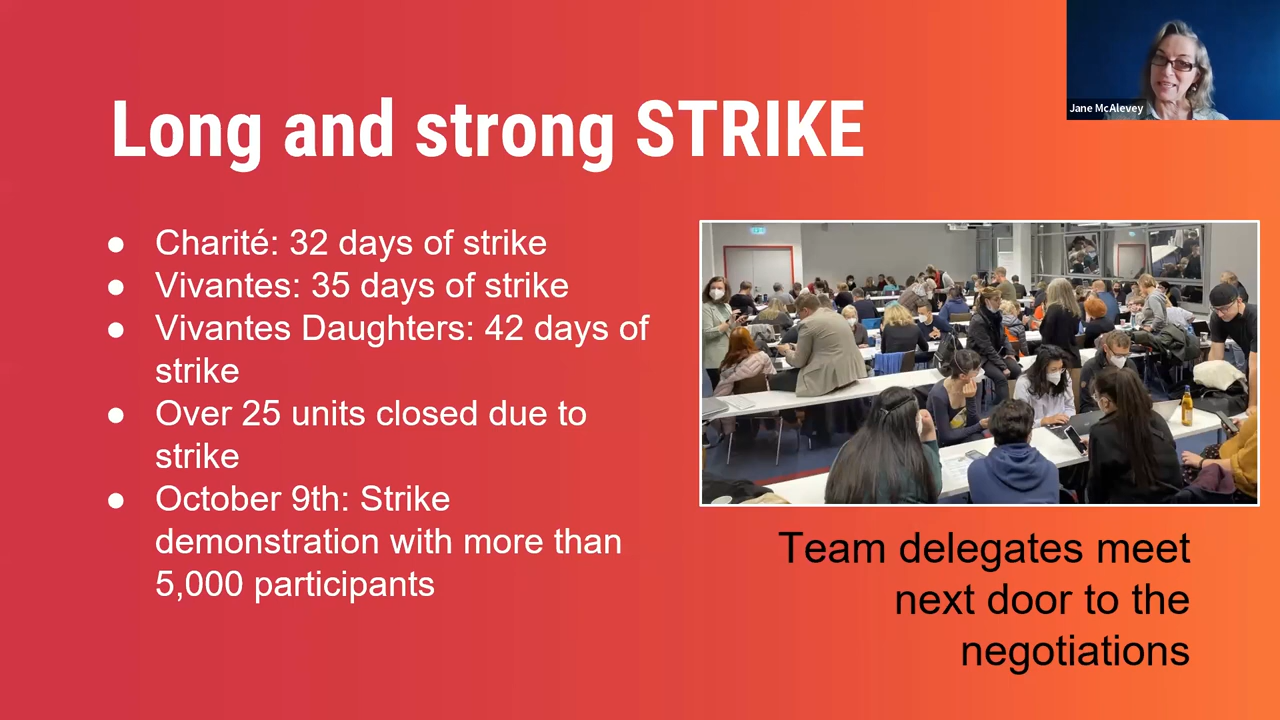 Jane McAlevey
Long and strong STRIKE
● Charité: 32 days of strike
● Vivantes: 35 days of strike
● Vivantes Daughters: 42 days of
strike
● Over 25 units closed due to
strike
● October 9th: Strike
demonstration with more than
5,000 participants
Team delegates meet
next door to the
negotiations